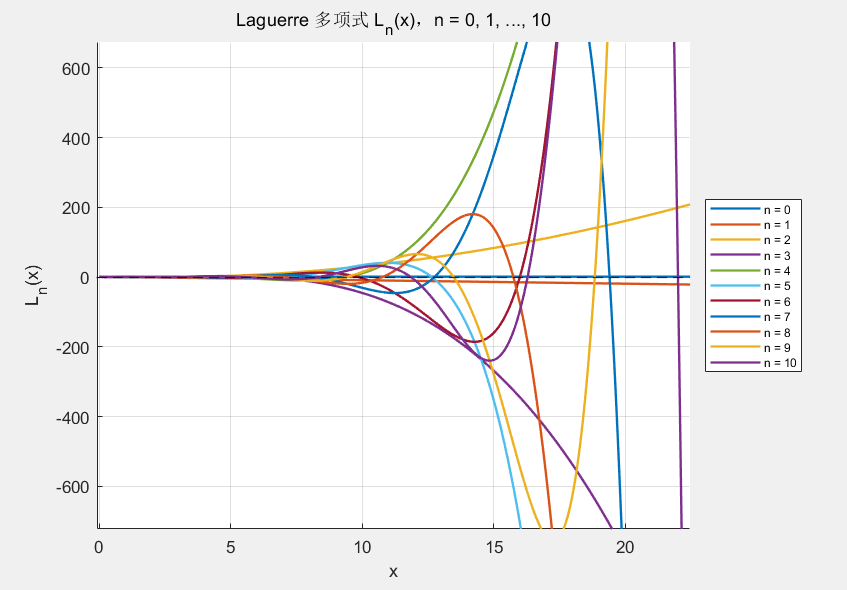 Laguerre 多项式 Ln(x)，n = 0, 1, ..., 10
600
400
200
0
-200
-400
-600
Ln(x)
0 5 10 15 20
x
n = 0
n = 1
n = 2
n = 3
n = 4
n = 5
n = 6
n = 7
n = 8
n = 9
n = 10